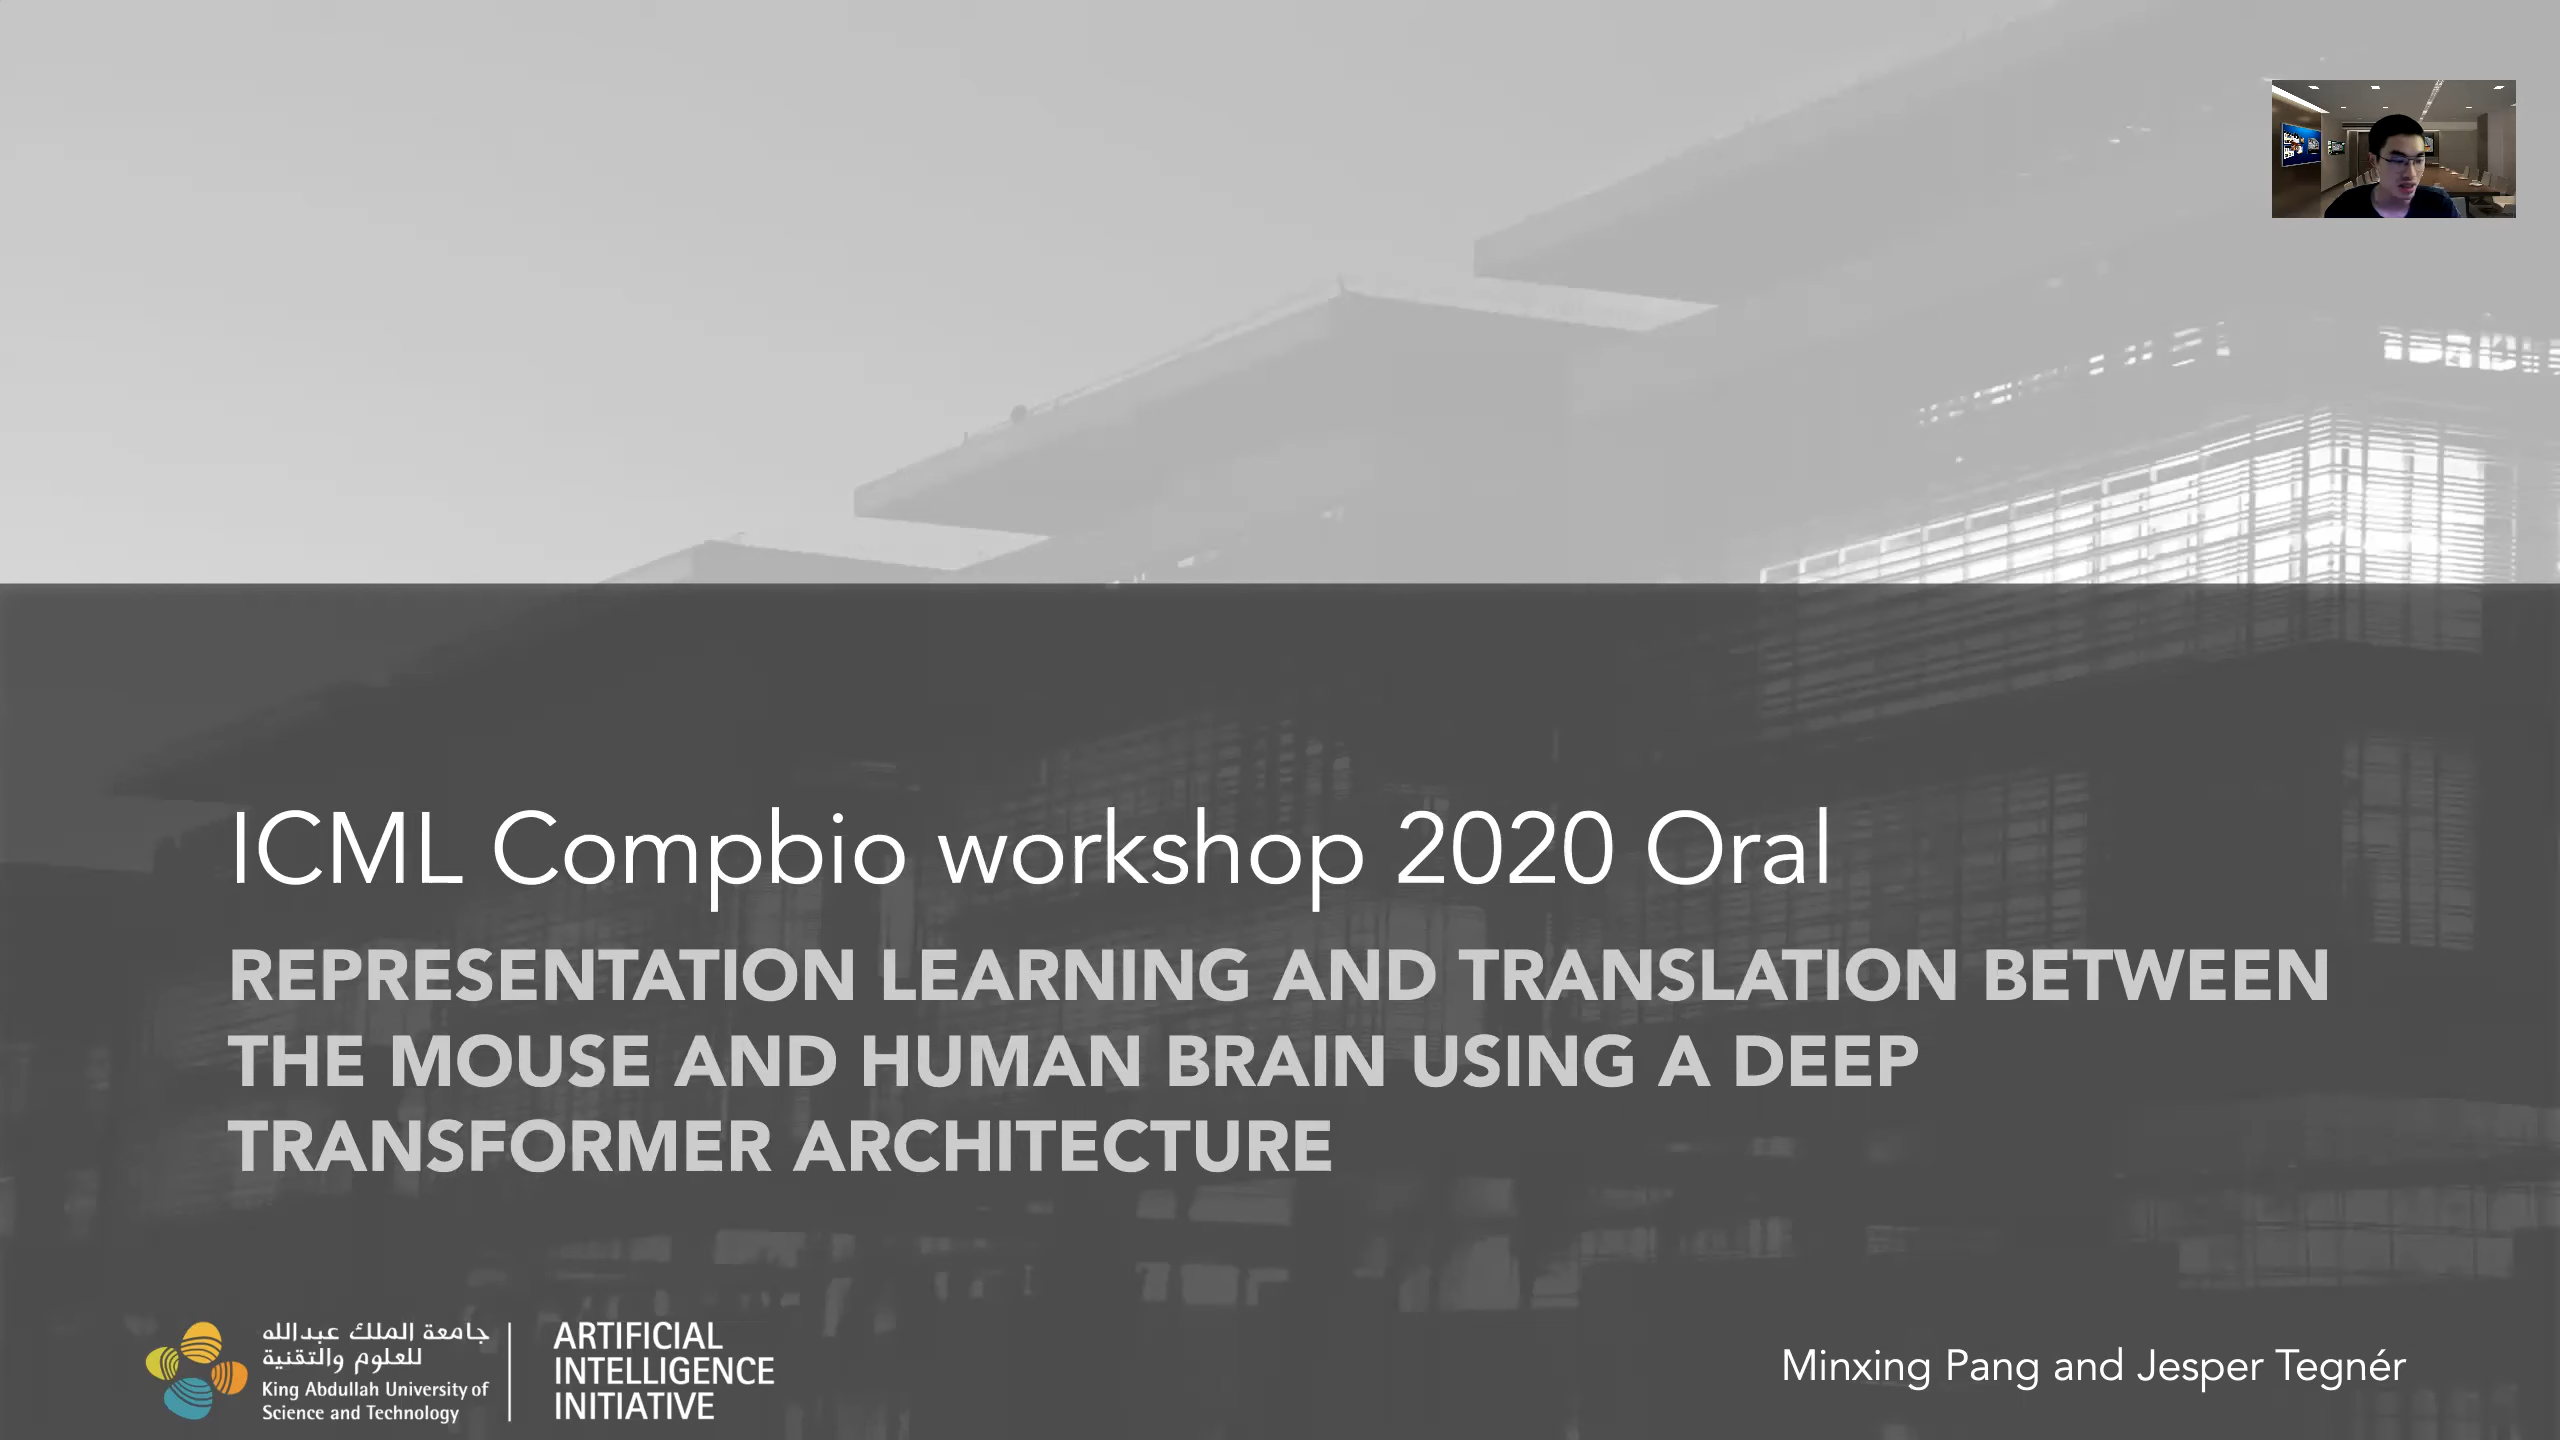 ICML Compbio workshop 2020 Oral
REPRESENTATION LEARNING AND TRANSLATION BETWEEN
THE MOUSE AND HUMAN BRAIN USING A DEEP
TRANSFORMER ARCHITECTURE
جامعة الملك عبدالله
للعلوم والتقنية
King Abdullah University of
Science and Technology
ARTIFICIAL
INTELLIGENCE
INITIATIVE
Minxing Pang and Jesper Tegnér